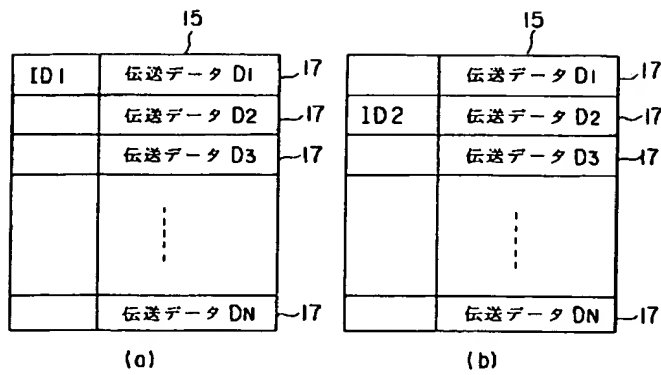 15
ID1 伝送データ D1 17
伝送データ D2 17
伝送データ D3 17
伝送データ DN 17
(a)
15
伝送データ D1 17
ID2 伝送データ D2 17
伝送データ D3 17
伝送データ DN 17
(b)